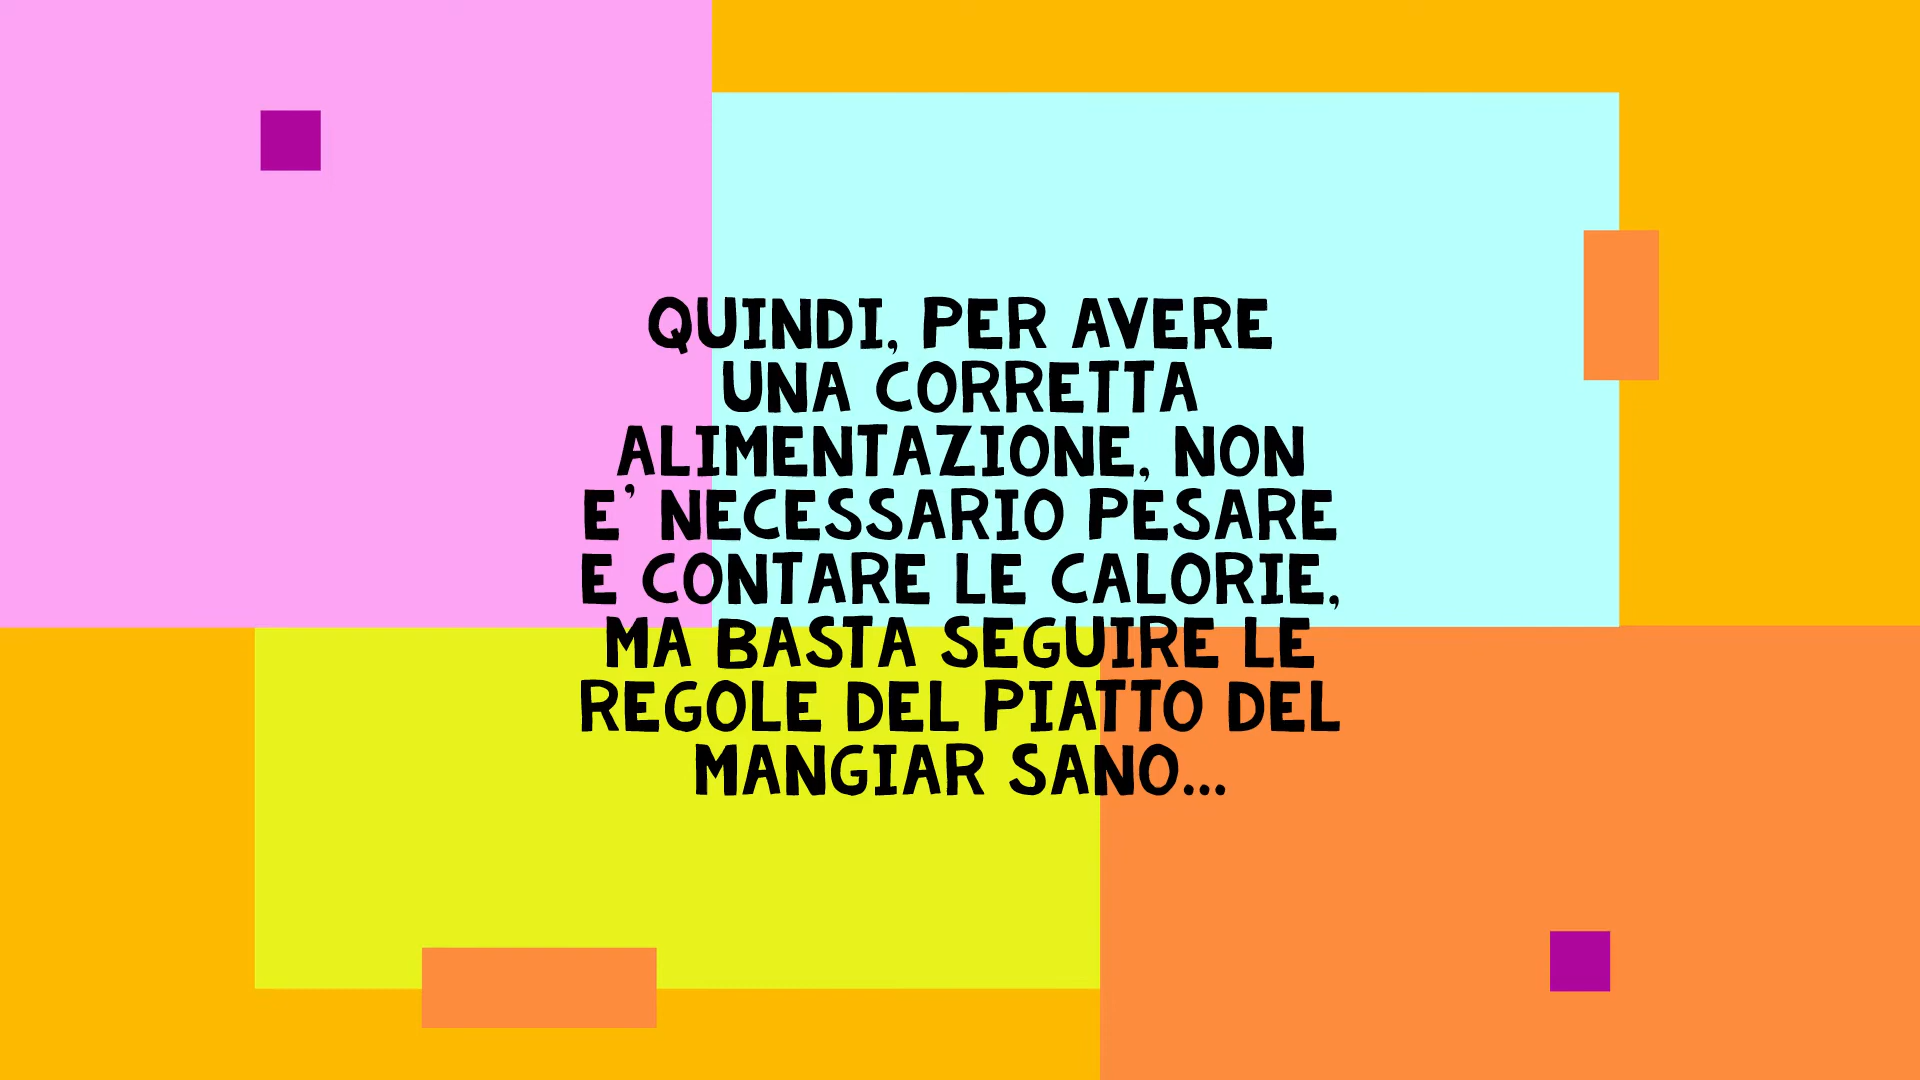 QUINDI, PER AVERE
UNA CORRETTA
ALIMENTAZIONE, NON
E' NECESSARIO PESARE
E CONTARE LE CALORIE,
MA BASTA SEGUIRE LE
REGOLE DEL PIATTO DEL
MANGIAR SANO...